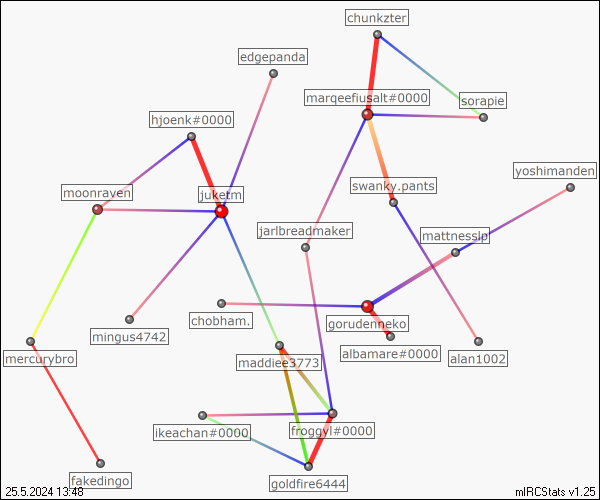 chunkzter
edgepanda
marqeefiusalt#0000
sorapie
hjoenk#0000
yoshimanden
moonraven
juketm
swanky.pants
jarlbreadmaker
mattnesslp
chobham.
gorudenneko
mingus4742
albamare#0000
mercurybro
maddiee3773
alan1002
ikeachan#0000
froggyl#0000
fakedingo
goldfire6444
25.5.2024 13:48
mIRCStats v1.25